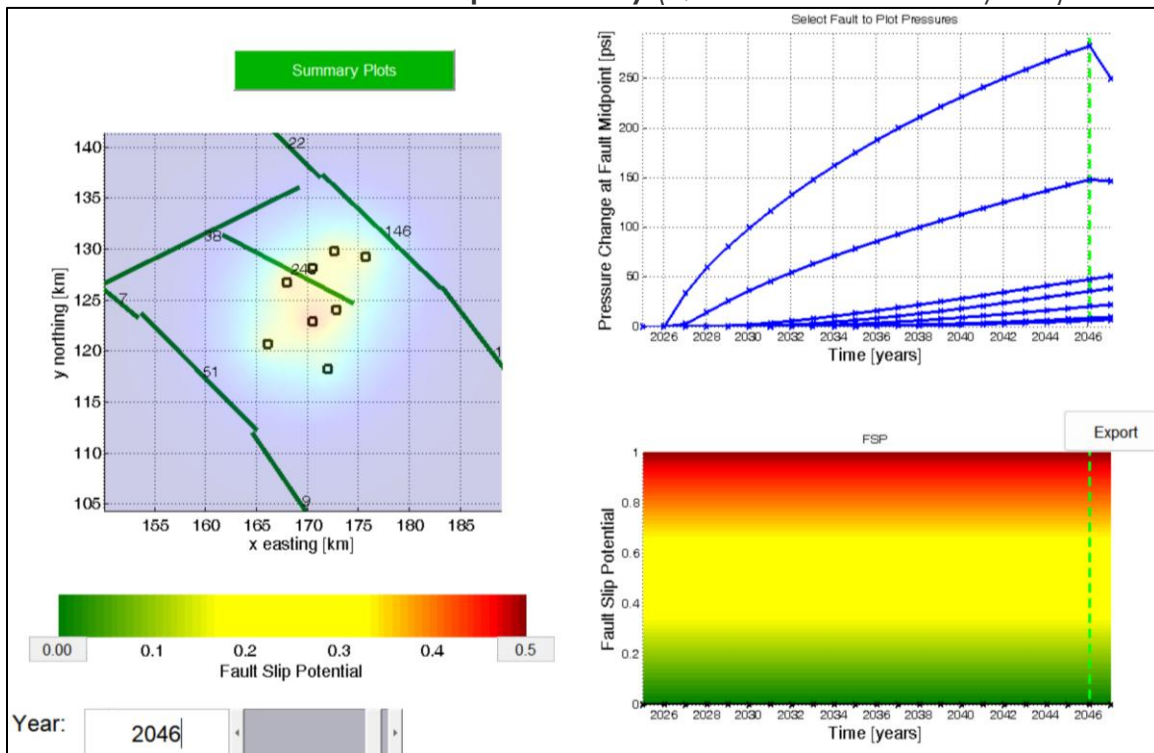 Summary Plots
22
140
135
146
38
130
24
125
7
120
1
51
115
110
9
105
155 160 165 170 175 180 185
x easting [km]
y northing [km]
0.00 0.1 0.2 0.3 0.4 0.5
Fault Slip Potential
Year: 2046
Select Fault to Plot Pressures
Pressure Change at Fault Midpoint [psi]
250
200
150
100
50
0
2026 2028 2030 2032 2034 2036 2038 2040 2042 2044 2046
Time [years]
Export
FSP
Fault Slip Potential
1
0.8
0.6
0.4
0.2
0
2026 2028 2030 2032 2034 2036 2038 2040 2042 2044 2046
Time [years]